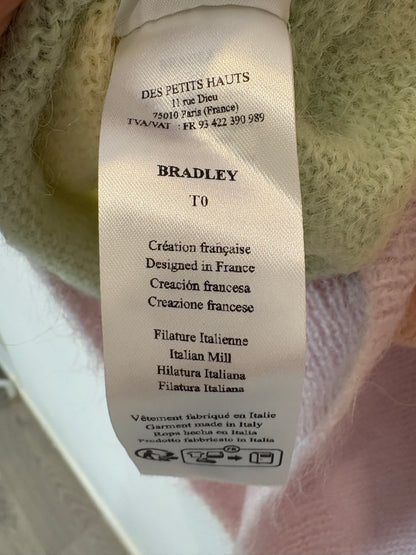 DES PETITS HAUTS
11 rue Dieu
75010 Paris (France)
TVA/VAT : FR 93 422 390 989
BRADLEY
T0
Création française
Designed in France
Creación francesa
Creazione francese
Filature Italienne
Italian Mill
Hilatura Italiana
Filatura Italiana
Vêtement fabriqué en Italie
Garment made in Italy
Ropa hecha en Italia
Prodotto fabbricato in Italia
FR